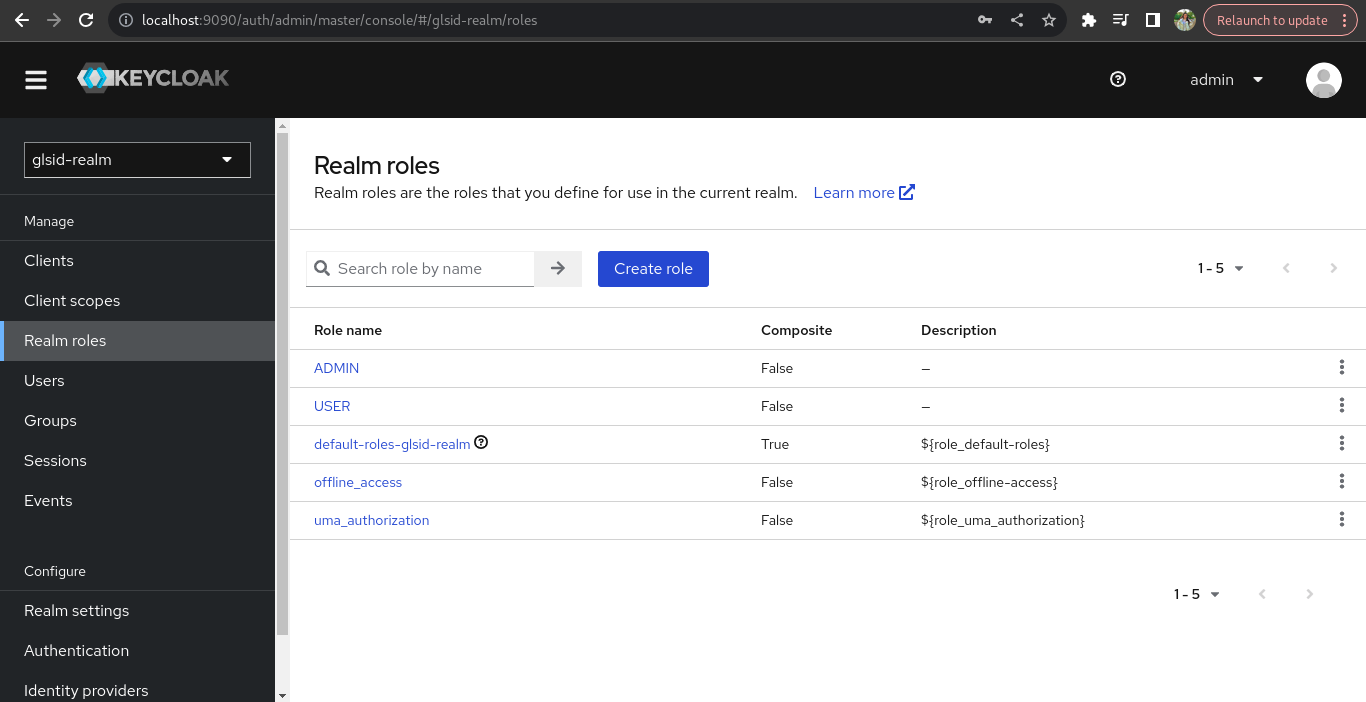 localhost:9090/auth/admin/master/console/#/glsid-realm/roles
Relaunch to update
KEYCLOAK
admin
glsid-realm
Manage
Clients
Client scopes
Realm roles
Users
Groups
Sessions
Events
Configure
Realm settings
Authentication
Identity providers
Realm roles
Realm roles are the roles that you define for use in the current realm. Learn more
Search role by name
Create role
1 - 5
Role name Composite Description
ADMIN False –
USER False –
default-roles-glsid-realm True ${role_default-roles}
offline_access False ${role_offline-access}
uma_authorization False ${role_uma_authorization}
1 - 5